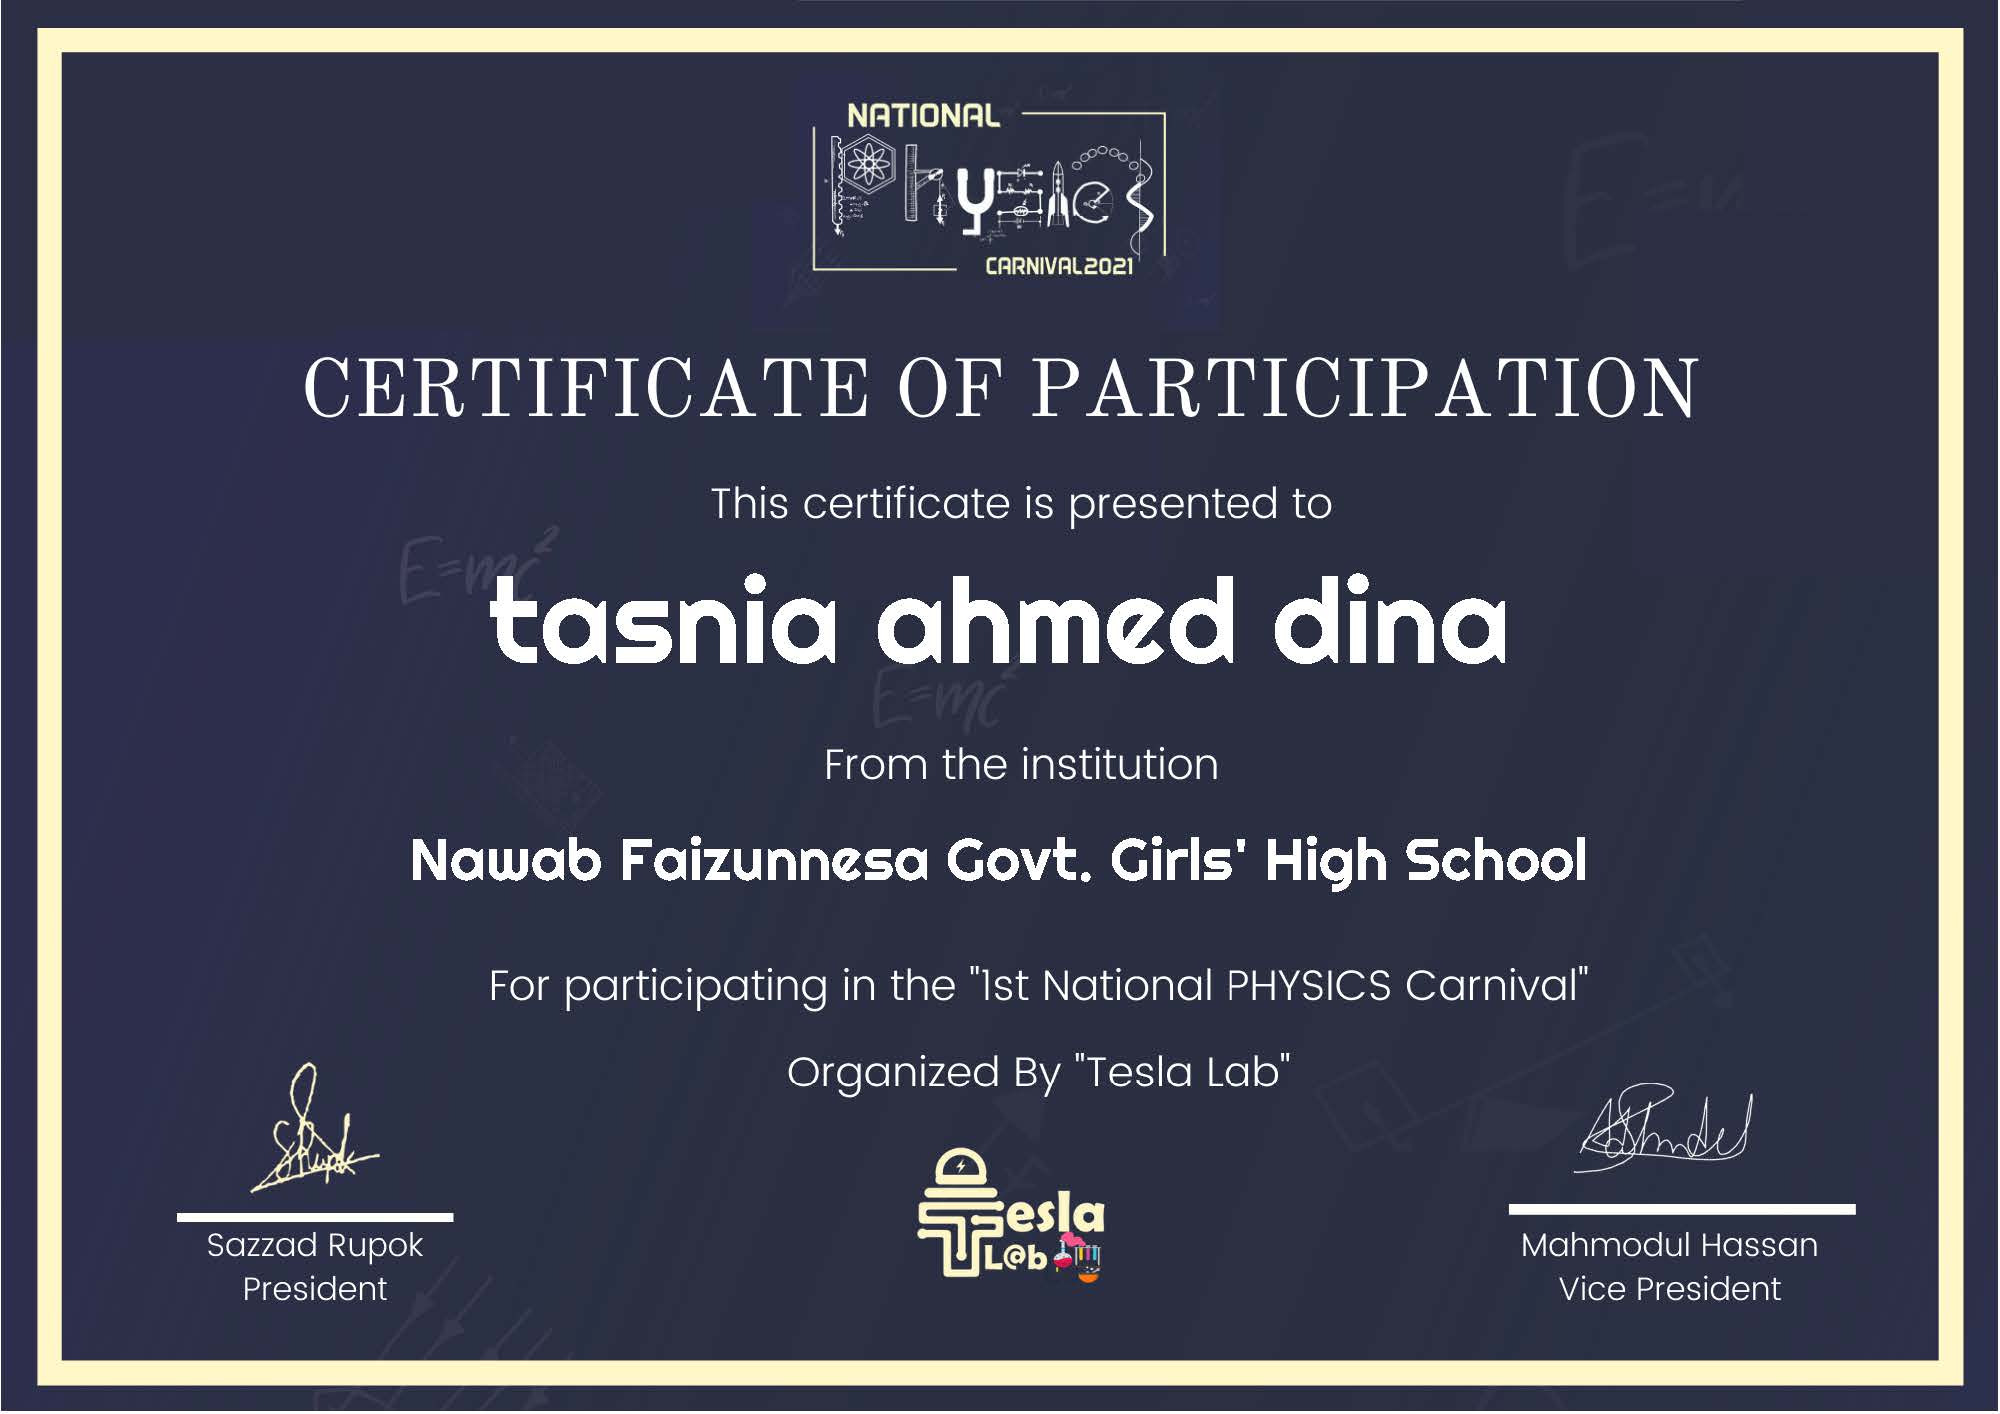 NATIONAL
PhYSICS
CARNIVAL2021
CERTIFICATE OF PARTICIPATION
This certificate is presented to
E=mc²
tasnia ahmed dina
E=mc²
From the institution
Nawab Faizunnesa Govt. Girls' High School
For participating in the "1st National PHYSICS Carnival"
Organized By "Tesla Lab"
Tesla
L@b
Sazzad Rupok
President
Mahmodul Hassan
Vice President